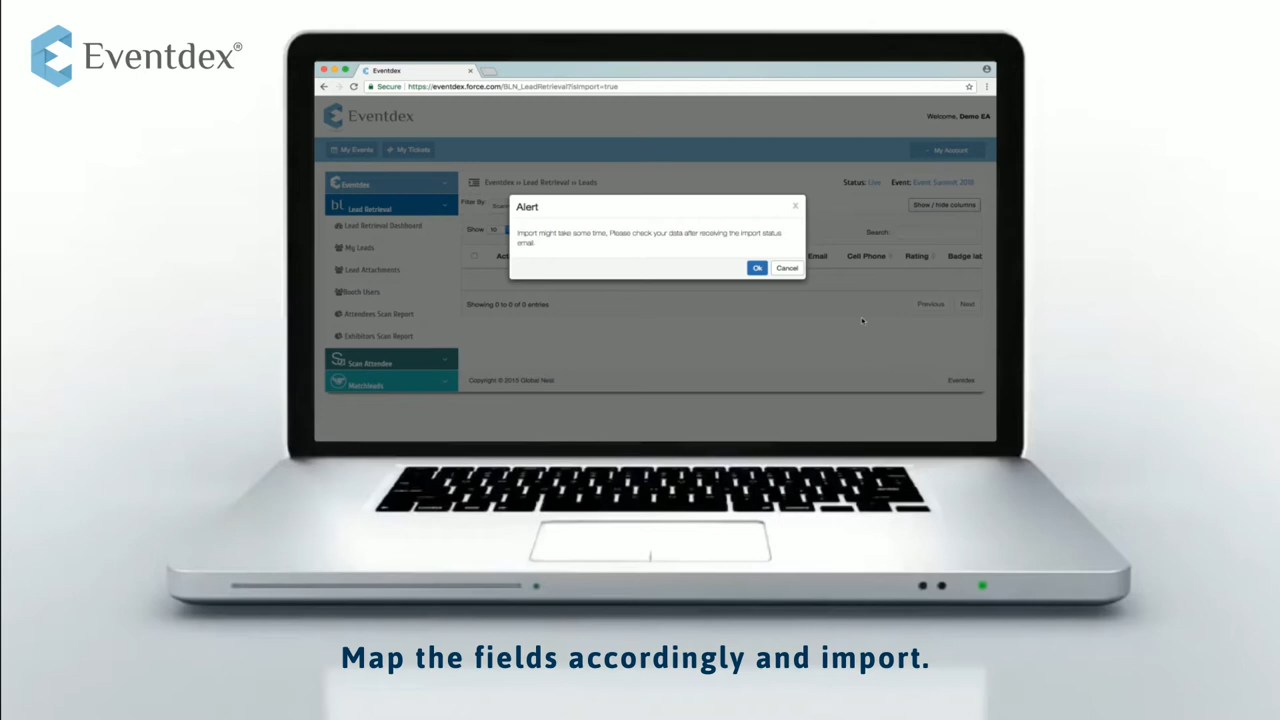 Eventdex®
Eventdex
Secure
https://eventdex.force.com/BLN_LeadRetrieval?isImport=true
Eventdex
Welcome, Demo EA
My Events
My Tickets
My Account
Eventdex
Eventdex » Lead Retrieval » Leads
Status: Live Event: Event Summit 2018
bl Lead Retrieval
Filter By:
Show / hide columns
Alert
X
Import might take some time, Please check your data after receiving the import status
email.
Ok
Cancel
Lead Retrieval Dashboard
Show 10
Search:
My Leads
Email
Cell Phone
Rating
Badge lab
Lead Attachments
Booth Users
Showing 0 to 0 of 0 entries
Previous
Next
Attendees Scan Report
Exhibitors Scan Report
Scan Attendee
Matchleads
Copyright © 2015 Global Nest
Eventdex
Map the fields accordingly and import.